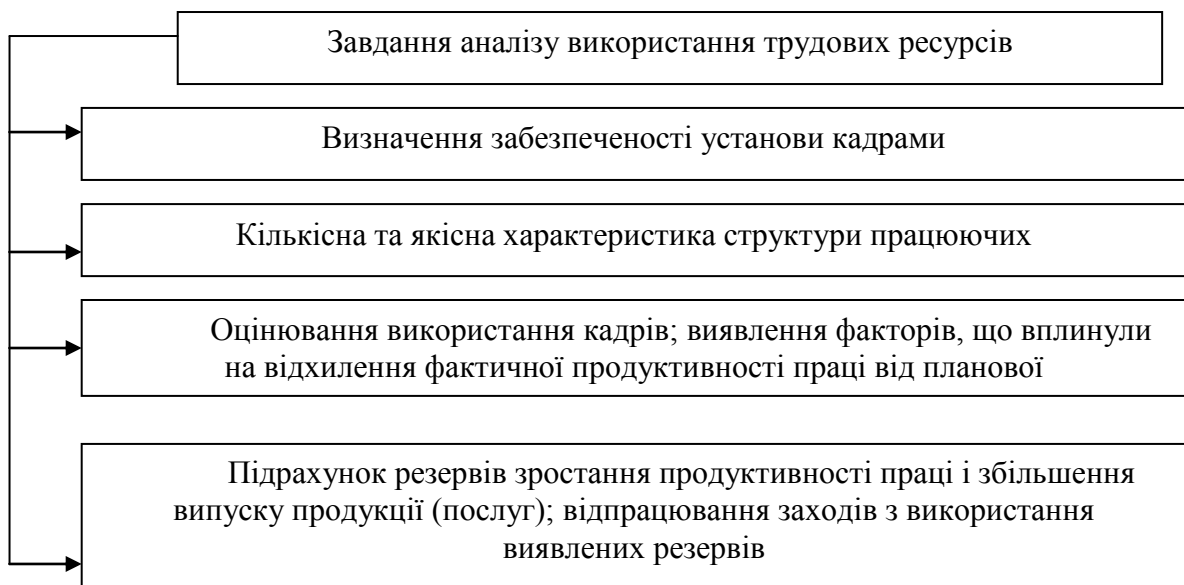 Завдання аналізу використання трудових ресурсів
Визначення забезпеченості установи кадрами
Кількісна та якісна характеристика структури працюючих
Оцінювання використання кадрів; виявлення факторів, що вплинули
на відхилення фактичної продуктивності праці від планової
Підрахунок резервів зростання продуктивності праці і збільшення
випуску продукції (послуг); відпрацювання заходів з використання
виявлених резервів